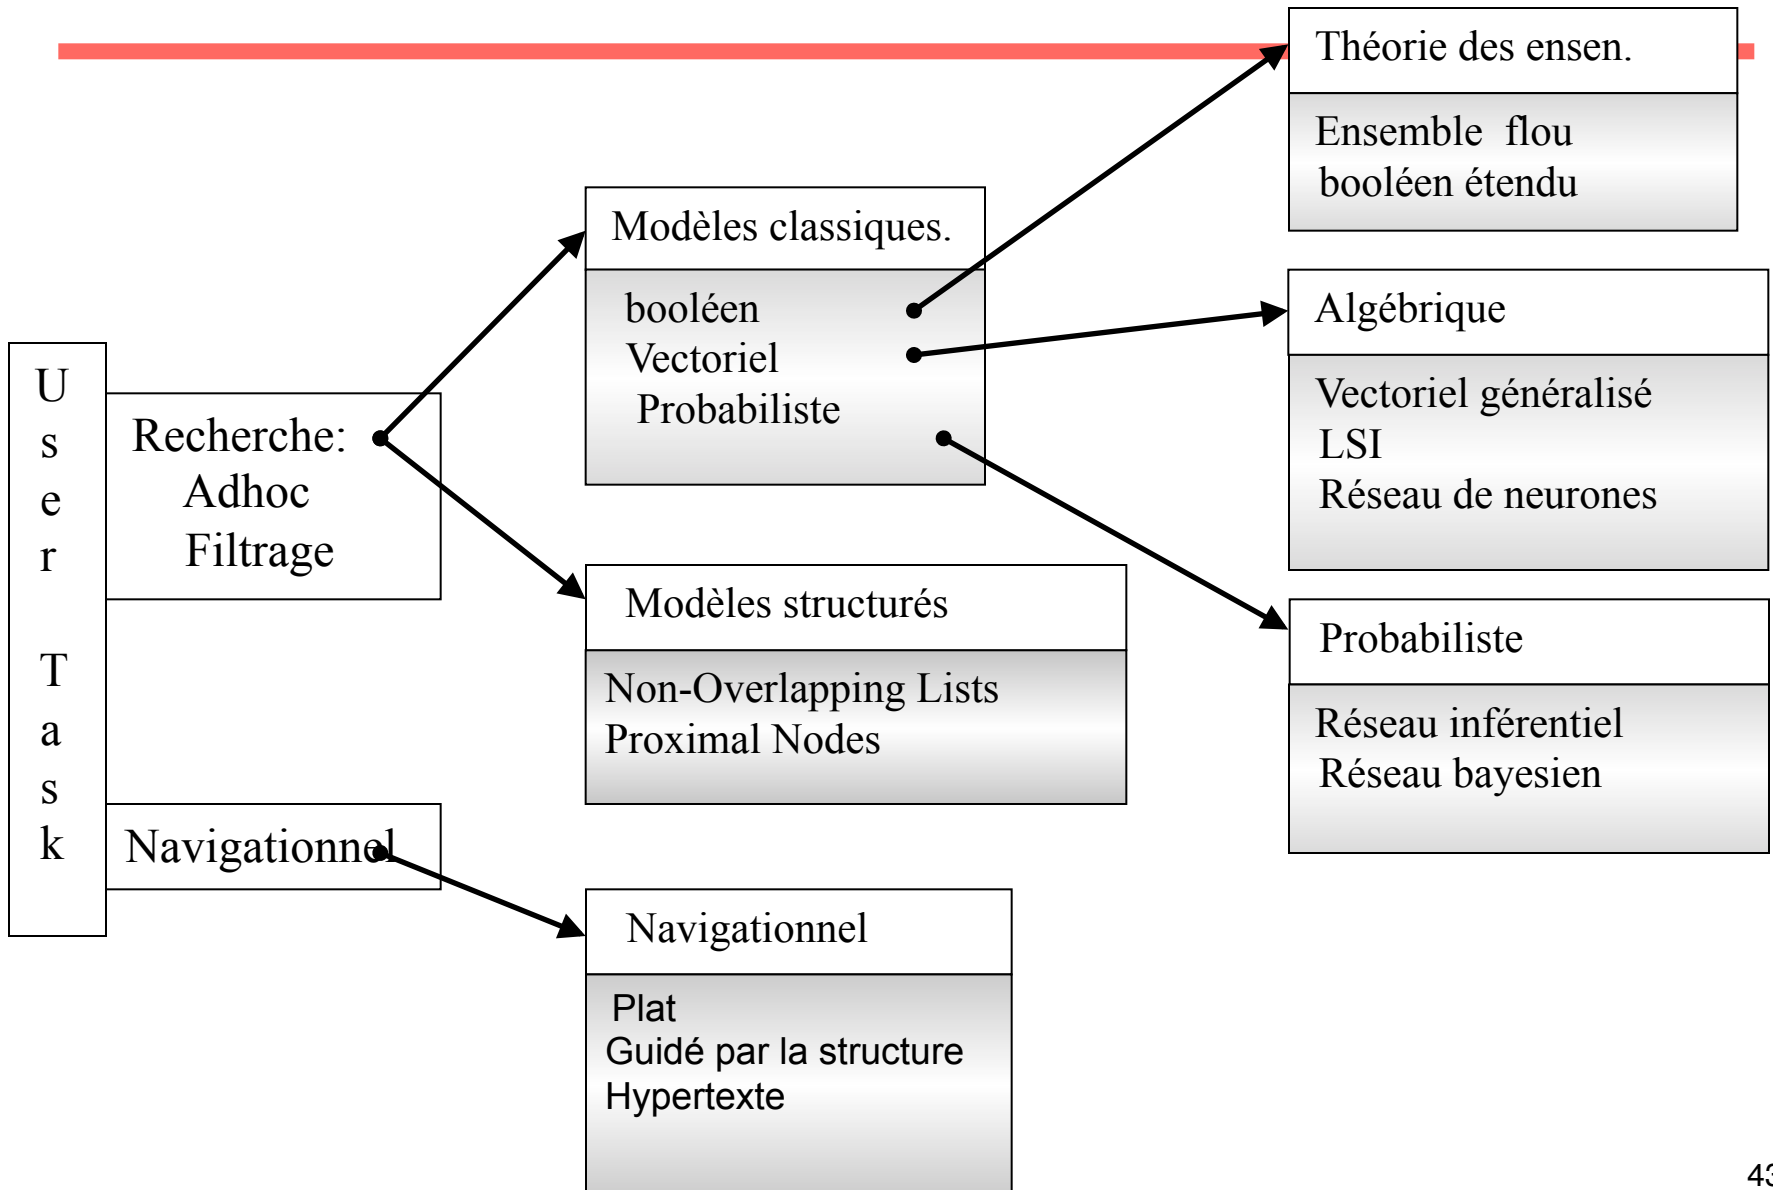 User Task
Recherche:
Adhoc
Filtrage
Navigationnel
Modèles classiques.
booléen
Vectoriel
Probabiliste
Modèles structurés
Non-Overlapping Lists
Proximal Nodes
Navigationnel
Plat
Guidé par la structure
Hypertexte
Théorie des ensen.
Ensemble flou
booléen étendu
Algébrique
Vectoriel généralisé
LSI
Réseau de neurones
Probabiliste
Réseau inférentiel
Réseau bayesien
43